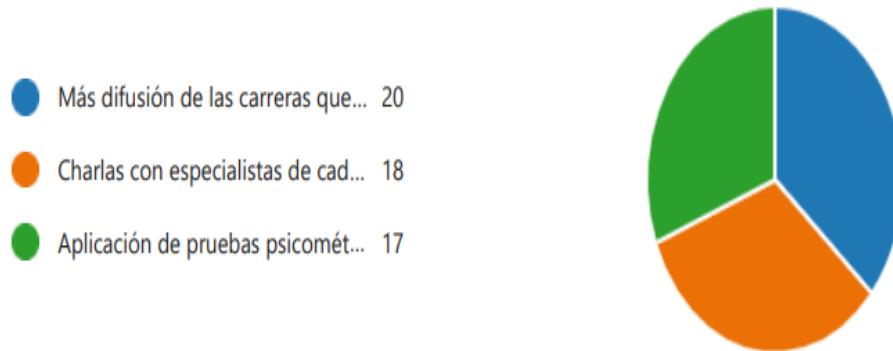 Más difusión de las carreras que... 20
Charlas con especialistas de cad... 18
Aplicación de pruebas psicomét... 17